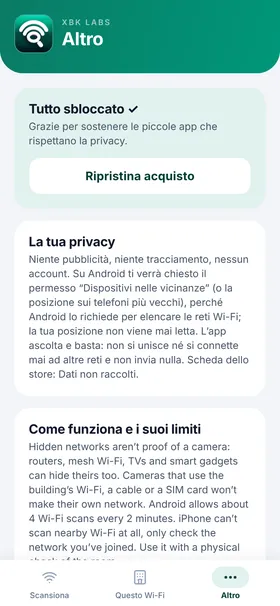 XBK LABS
Altro
Tutto sbloccato ✓
Grazie per sostenere le piccole app che
rispettano la privacy.
Ripristina acquisto
La tua privacy
Niente pubblicità, niente tracciamento, nessun
account. Su Android ti verrà chiesto il
permesso “Dispositivi nelle vicinanze” (o la
posizione sui telefoni più vecchi), perché
Android lo richiede per elencare le reti Wi-Fi;
la tua posizione non viene mai letta. L’app
ascolta e basta: non si unisce né si connette
mai ad altre reti e non invia nulla. Scheda dello
store: Dati non raccolti.
Come funziona e i suoi limiti
Hidden networks aren’t proof of a camera:
routers, mesh Wi-Fi, TVs and smart gadgets
can hide theirs too. Cameras that use the
building’s Wi-Fi, a cable or a SIM card won’t
make their own network. Android allows about
4 Wi-Fi scans every 2 minutes. iPhone can’t
scan nearby Wi-Fi at all, only check the
network you’ve joined. Use it with a physical
Scansiona
Questo Wi-Fi
Altro